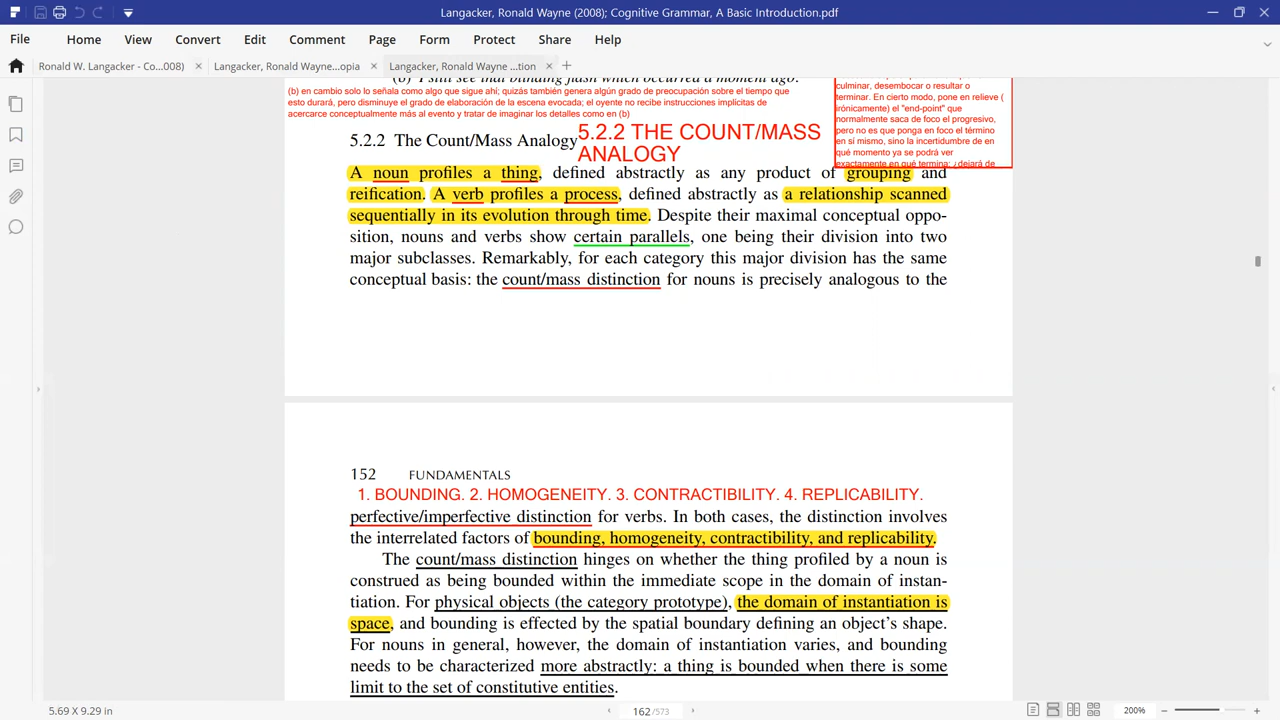 Langacker, Ronald Wayne (2008); Cognitive Grammar, A Basic Introduction.pdf
File Home View Convert Edit Comment Page Form Protect Share Help
Ronald W. Langacker - Co...008) × Langacker, Ronald Wayne...opia × Langacker, Ronald Wayne ...tion × +
(b) I still see that blinding flash which occurred a moment ago.
(b) en cambio solo lo señala como algo que sigue ahí; quizás también genera algún grado de preocupación sobre el tiempo que
esto durará, pero disminuye el grado de elaboración de la escena evocada; el oyente no recibe instrucciones implícitas de
acercarce conceptualmente más al evento y tratar de imaginar los detalles como en (b)
culminar, desembocar o resultar o
terminar. En cierto modo, pone en relieve (
irónicamente) el "end-point" que
normalmente saca de foco el progresivo,
pero no es que ponga en foco el término
en sí mismo, sino la incertidumbre de en
qué momento ya se podrá ver
exactamente en qué termina: ¿dejará de
5.2.2 The Count/Mass Analogy
5.2.2 THE COUNT/MASS
ANALOGY
A noun profiles a thing, defined abstractly as any product of grouping and
reification. A verb profiles a process, defined abstractly as a relationship scanned
sequentially in its evolution through time. Despite their maximal conceptual oppo-
sition, nouns and verbs show certain parallels, one being their division into two
major subclasses. Remarkably, for each category this major division has the same
conceptual basis: the count/mass distinction for nouns is precisely analogous to the
152 FUNDAMENTALS
1. BOUNDING. 2. HOMOGENEITY. 3. CONTRACTIBILITY. 4. REPLICABILITY.
perfective/imperfective distinction for verbs. In both cases, the distinction involves
the interrelated factors of bounding, homogeneity, contractibility, and replicability.
The count/mass distinction hinges on whether the thing profiled by a noun is
construed as being bounded within the immediate scope in the domain of instan-
tiation. For physical objects (the category prototype), the domain of instantiation is
space, and bounding is effected by the spatial boundary defining an object's shape.
For nouns in general, however, the domain of instantiation varies, and bounding
needs to be characterized more abstractly: a thing is bounded when there is some
limit to the set of constitutive entities.
5.69 X 9.29 in
162 /573
200%